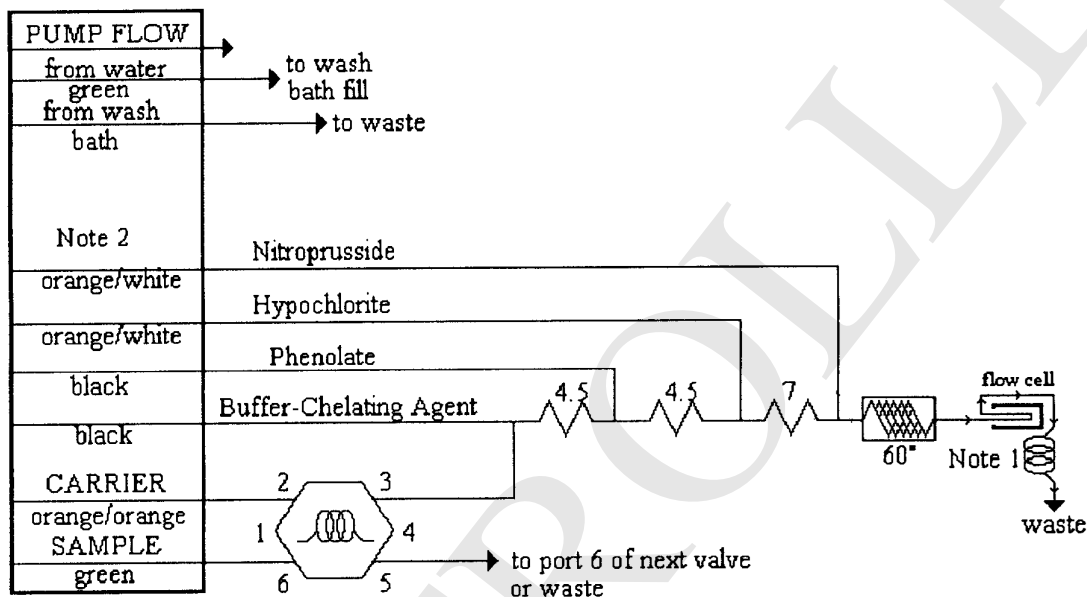 PUMP FLOW
from water
green
to wash
bath fill
from wash
bath
to waste
Note 2
Nitroprusside
orange/white
Hypochlorite
orange/white
Phenolate
black
Buffer-Chelating Agent
black
4.5
4.5
7
60°
flow cell
Note 1
waste
CARRIER
orange/orange
SAMPLE
green
2
3
1
4
6
5
to port 6 of next valve
or waste